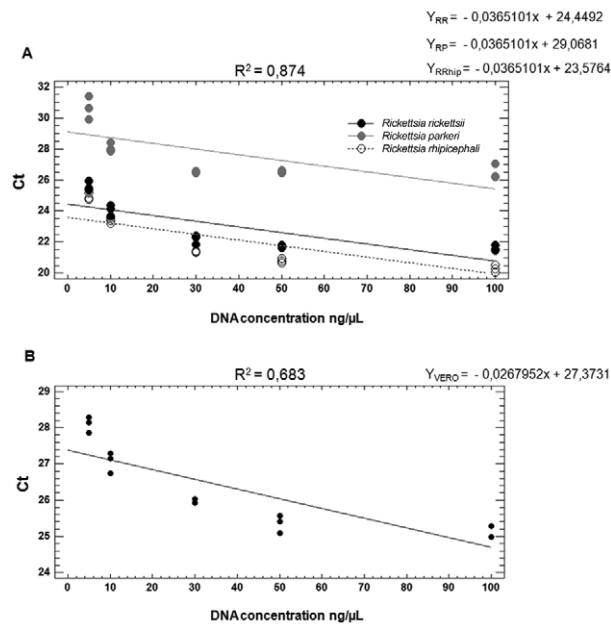 Y_RR = - 0,0365101x + 24,4492
Y_RP = - 0,0365101x + 29,0681
Y_RRhip = - 0,0365101x + 23,5764
A
R² = 0,874
32
30
28
26
24
22
20
Ct
Rickettsia rickettsii
Rickettsia parkeri
Rickettsia rhipicephali
0 10 20 30 40 50 60 70 80 90 100
DNA concentration ng/µL
B
R² = 0,683
Y_VERO = - 0,0267952x + 27,3731
29
28
27
26
25
24
Ct
0 10 20 30 40 50 60 70 80 90 100
DNA concentration ng/µL